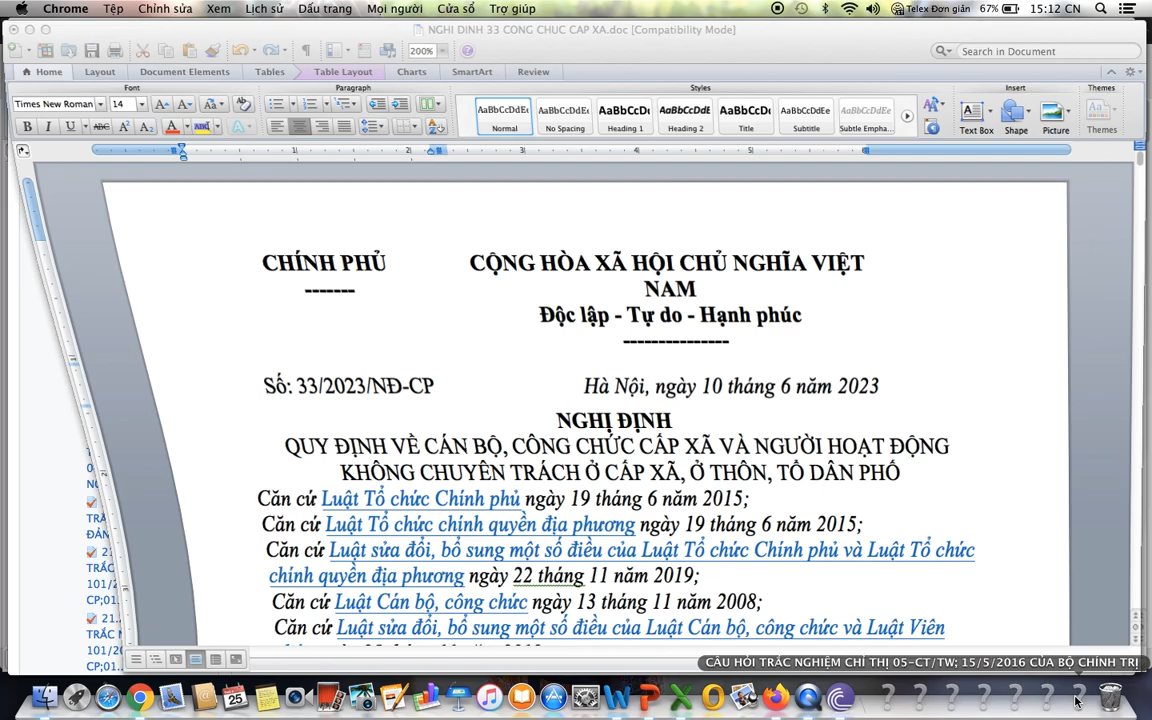 Chrome Tệp Chỉnh sửa Xem Lịch sử Dấu trang Mọi người Cửa sổ Trợ giúp Telex Đơn giản 67% 15:12 CN
NGHI DINH 33 CONG CHUC CAP XA.doc [Compatibility Mode]
200% Search in Document
Home Layout Document Elements Tables Table Layout Charts SmartArt Review
Font Paragraph Styles Insert Themes
Times New Roman 14
AaBbCcDdEe AaBbCcDdEe AaBbCcDc AaBbCcDdEe AaBbCcDc AaBbCcDdEe AaBbCcDdEe
Normal No Spacing Heading 1 Heading 2 Title Subtitle Subtle Empha... Text Box Shape Picture Themes
CHÍNH PHỦ
-------
CỘNG HÒA XÃ HỘI CHỦ NGHĨA VIỆT
NAM
Độc lập - Tự do - Hạnh phúc
---------------
Số: 33/2023/NĐ-CP
Hà Nội, ngày 10 tháng 6 năm 2023
NGHỊ ĐỊNH
QUY ĐỊNH VỀ CÁN BỘ, CÔNG CHỨC CẤP XÃ VÀ NGƯỜI HOẠT ĐỘNG
KHÔNG CHUYÊN TRÁCH Ở CẤP XÃ, Ở THÔN, TỔ DÂN PHỐ
Căn cứ Luật Tổ chức Chính phủ ngày 19 tháng 6 năm 2015;
Căn cứ Luật Tổ chức chính quyền địa phương ngày 19 tháng 6 năm 2015;
Căn cứ Luật sửa đổi, bổ sung một số điều của Luật Tổ chức Chính phủ và Luật Tổ chức
chính quyền địa phương ngày 22 tháng 11 năm 2019;
Căn cứ Luật Cán bộ, công chức ngày 13 tháng 11 năm 2008;
Căn cứ Luật sửa đổi, bổ sung một số điều của Luật Cán bộ, công chức và Luật Viên
CÂU HỎI TRẮC NGHIỆM CHỈ THỊ 05-CT/TW; 15/5/2016 CỦA BỘ CHÍNH TRỊ